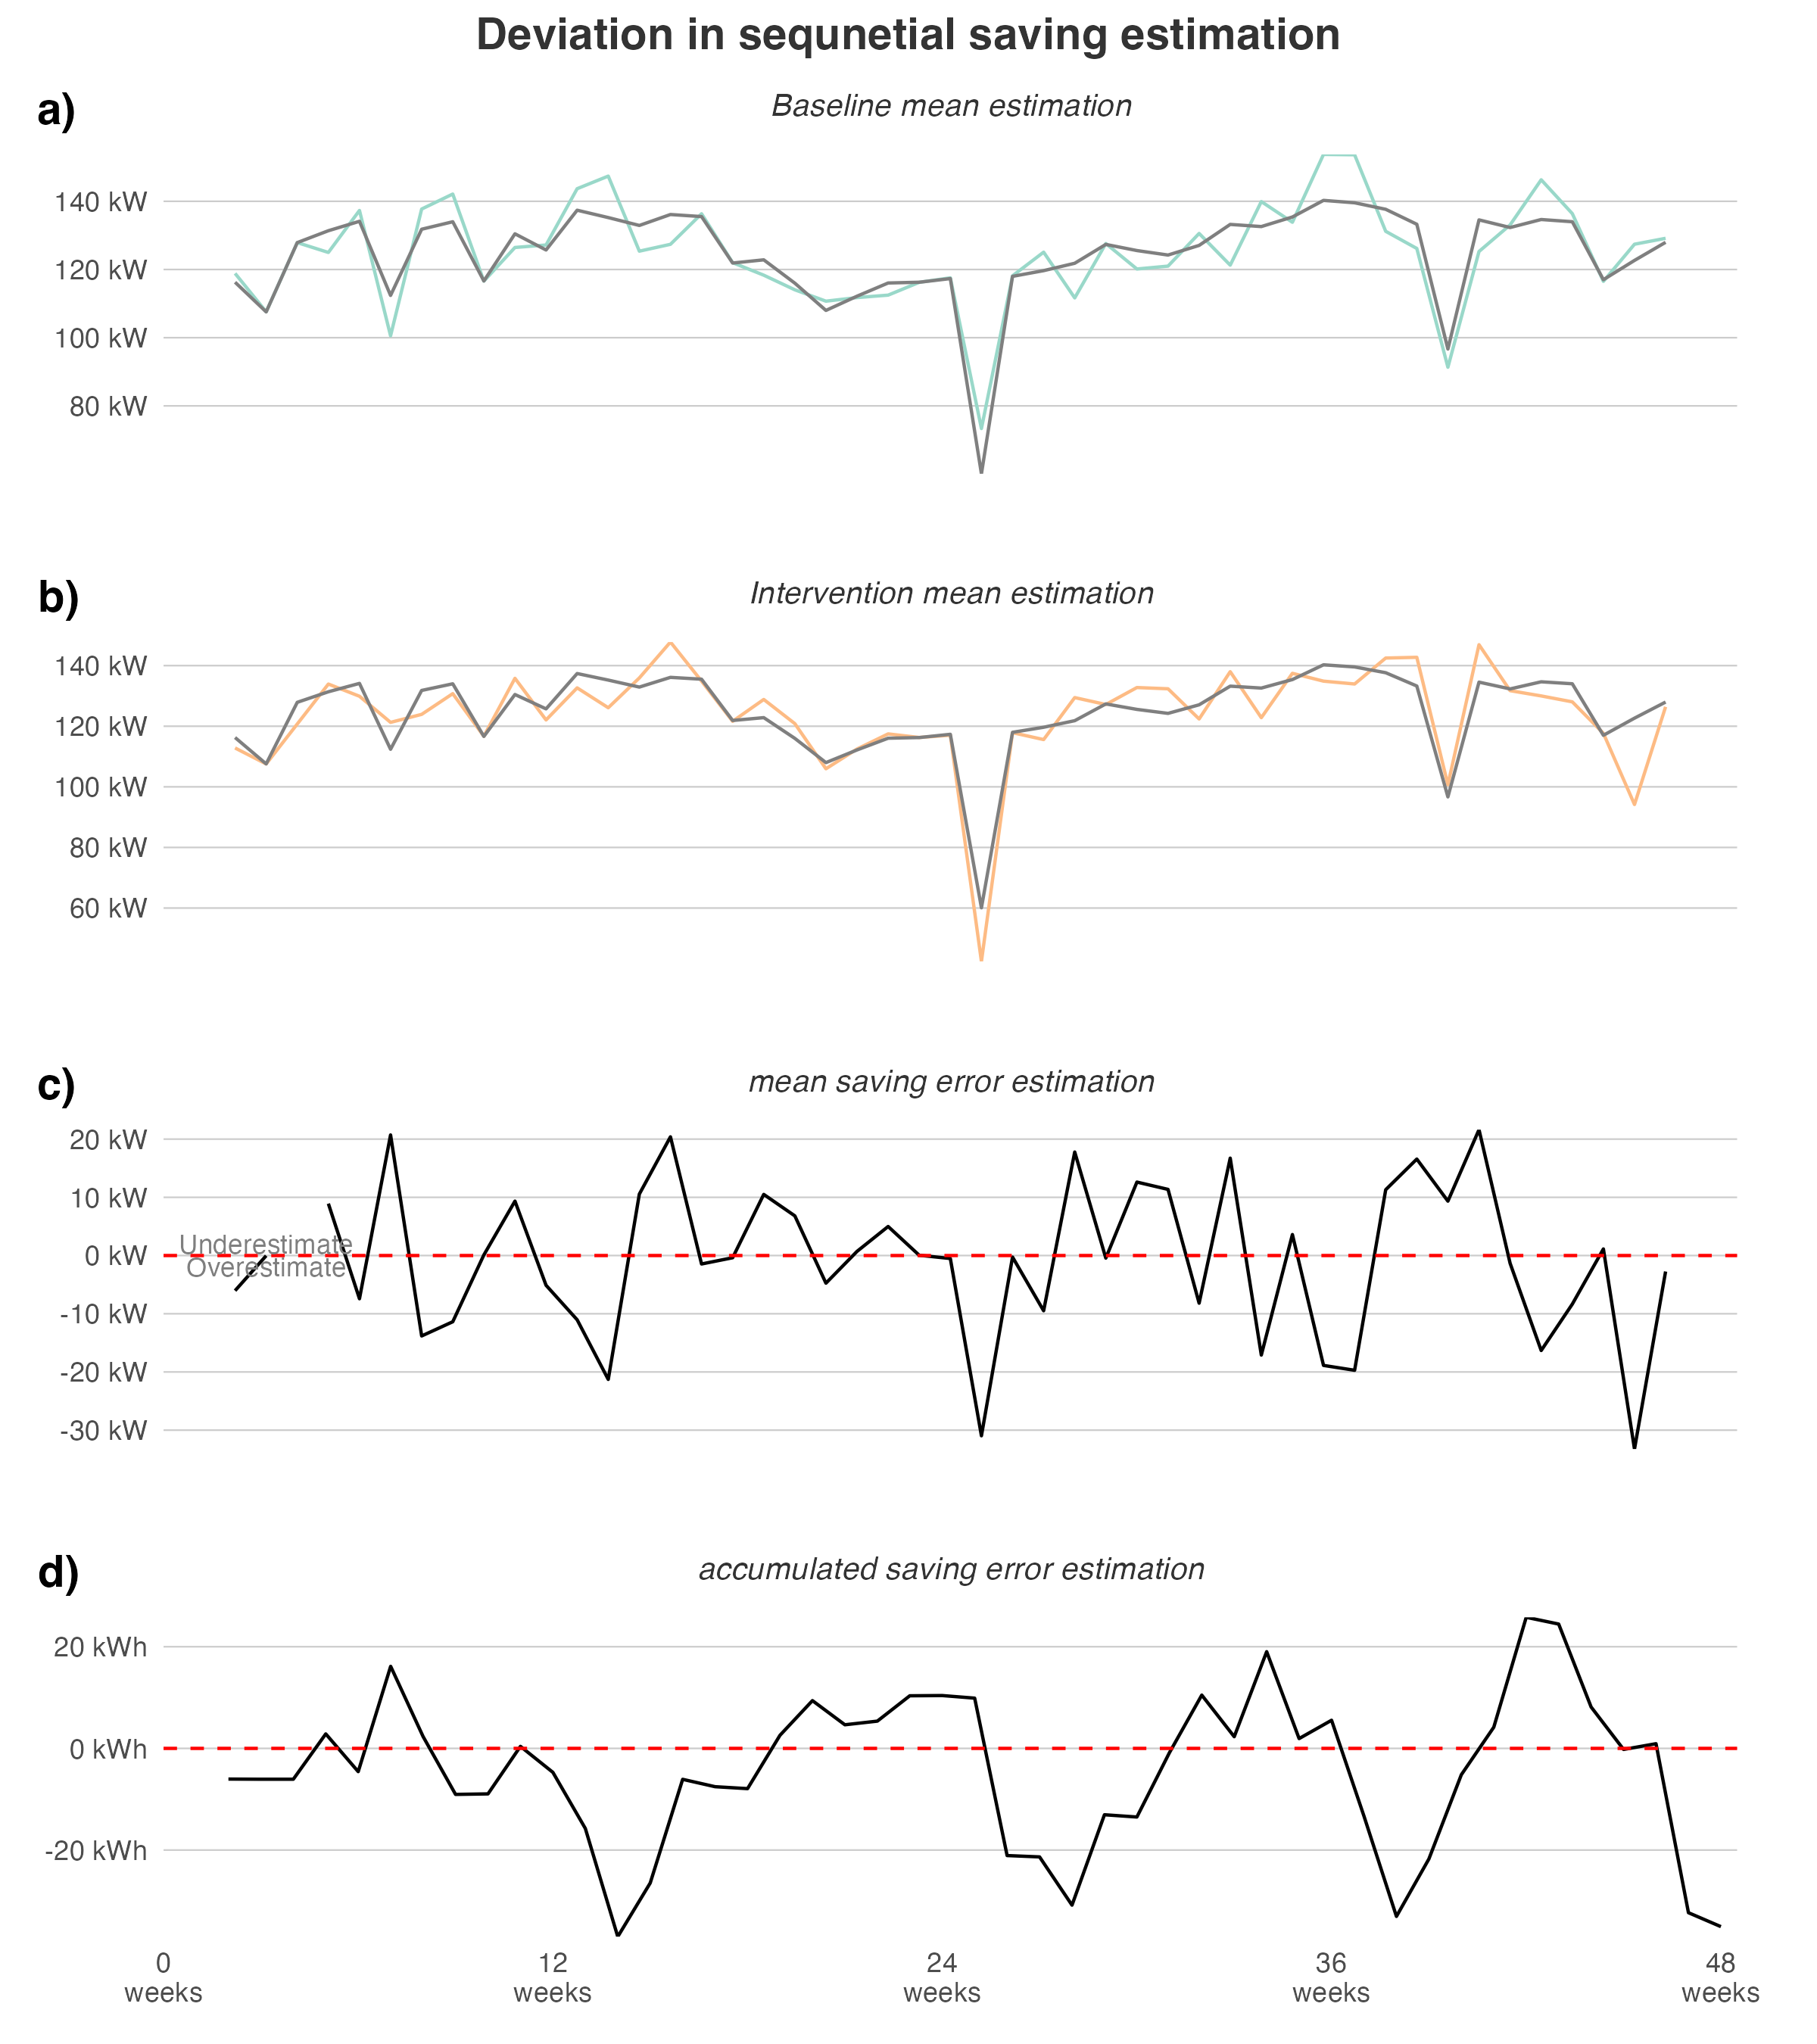 Deviation in sequnetial saving estimation
a)
Baseline mean estimation
140 kW
120 kW
100 kW
80 kW
b)
Intervention mean estimation
140 kW
120 kW
100 kW
80 kW
60 kW
c)
mean saving error estimation
20 kW
10 kW
Underestimate
0 kW
Overestimate
-10 kW
-20 kW
-30 kW
d)
accumulated saving error estimation
20 kWh
0 kWh
-20 kWh
0 12 24 36 48
weeks weeks weeks weeks weeks